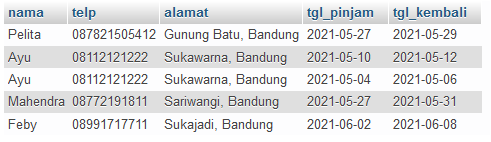 nama telp alamat tgl_pinjam tgl_kembali
Pelita 087821505412 Gunung Batu, Bandung 2021-05-27 2021-05-29
Ayu 08112121222 Sukawarna, Bandung 2021-05-10 2021-05-12
Ayu 08112121222 Sukawarna, Bandung 2021-05-04 2021-05-06
Mahendra 08772191811 Sariwangi, Bandung 2021-05-27 2021-05-31
Feby 08991717711 Sukajadi, Bandung 2021-06-02 2021-06-08